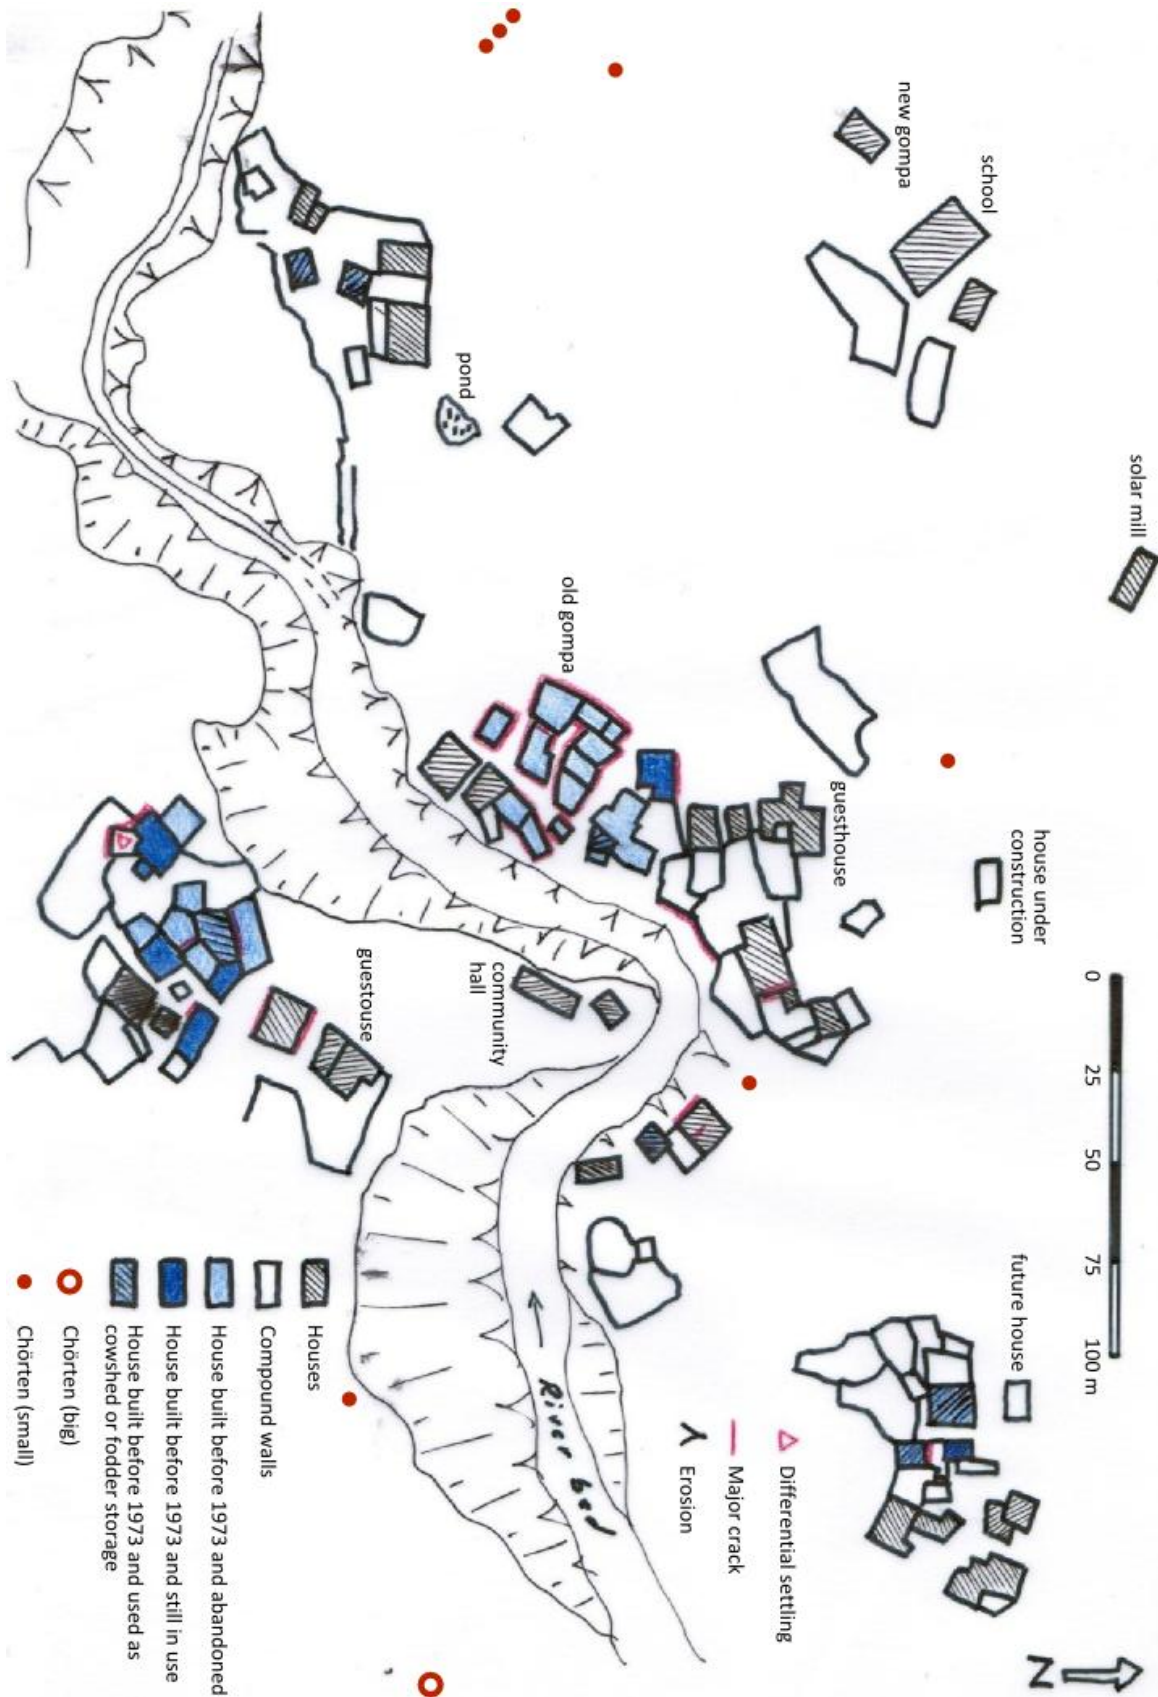 new gompa
school
solar mill
pond
old gompa
guesthouse
house under
construction
0
25
50
75
100 m
community
hall
guestouse
future house
River bed
Differential settling
Major crack
Erosion
Houses
Compound walls
House built before 1973 and abandoned
House built before 1973 and still in use
House built before 1973 and used as
cowshed or fodder storage
Chörten (big)
Chörten (small)
N